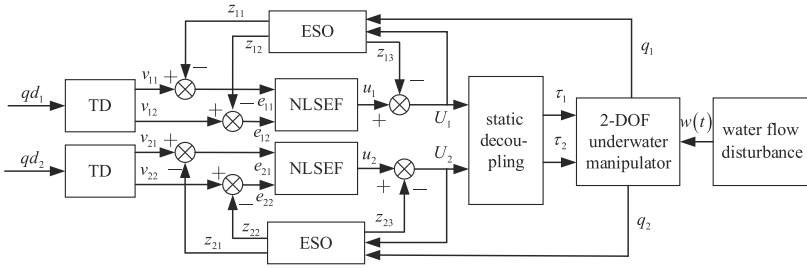 z₁₁
ESO
z₁₂
z₁₃
q₁
qd₁
TD
v₁₁
+
−
v₁₂
+
−
e₁₁
e₁₂
NLSEF
u₁
+
−
U₁
static
decou-
pling
τ₁
τ₂
2-DOF
underwater
manipulator
w(t)
water flow
disturbance
qd₂
TD
v₂₁
+
−
v₂₂
+
−
e₂₁
e₂₂
NLSEF
u₂
+
−
U₂
z₂₁
z₂₂
ESO
z₂₃
q₂